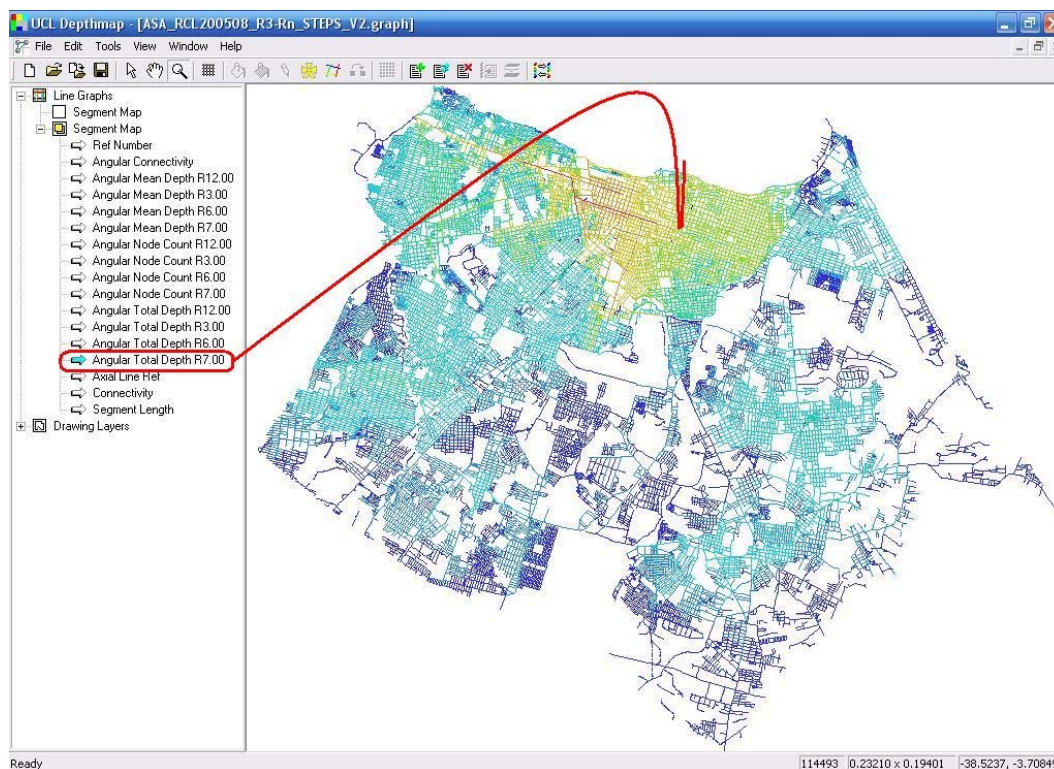 UCL Depthmap - [ASA_RCL200508_R3-Rn_STEPS_V2.graph]
File Edit Tools View Window Help
Line Graphs
Segment Map
Segment Map
Ref Number
Angular Connectivity
Angular Mean Depth R12.00
Angular Mean Depth R3.00
Angular Mean Depth R6.00
Angular Mean Depth R7.00
Angular Node Count R12.00
Angular Node Count R3.00
Angular Node Count R6.00
Angular Node Count R7.00
Angular Total Depth R12.00
Angular Total Depth R3.00
Angular Total Depth R6.00
Angular Total Depth R7.00
Axial Line Ref
Connectivity
Segment Length
Drawing Layers
Ready 114493 0.23210 x 0.19401 -38.5237, -3.70849